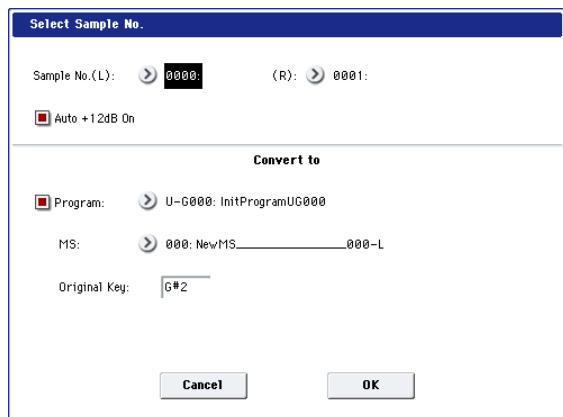 Select Sample No.
Sample No.(L): 0000: (R): 0001:
Auto +12dB On
Convert to
Program: U-G000: InitProgramUG000
MS: 000: NewMS_________________000-L
Original Key: G#2
Cancel OK